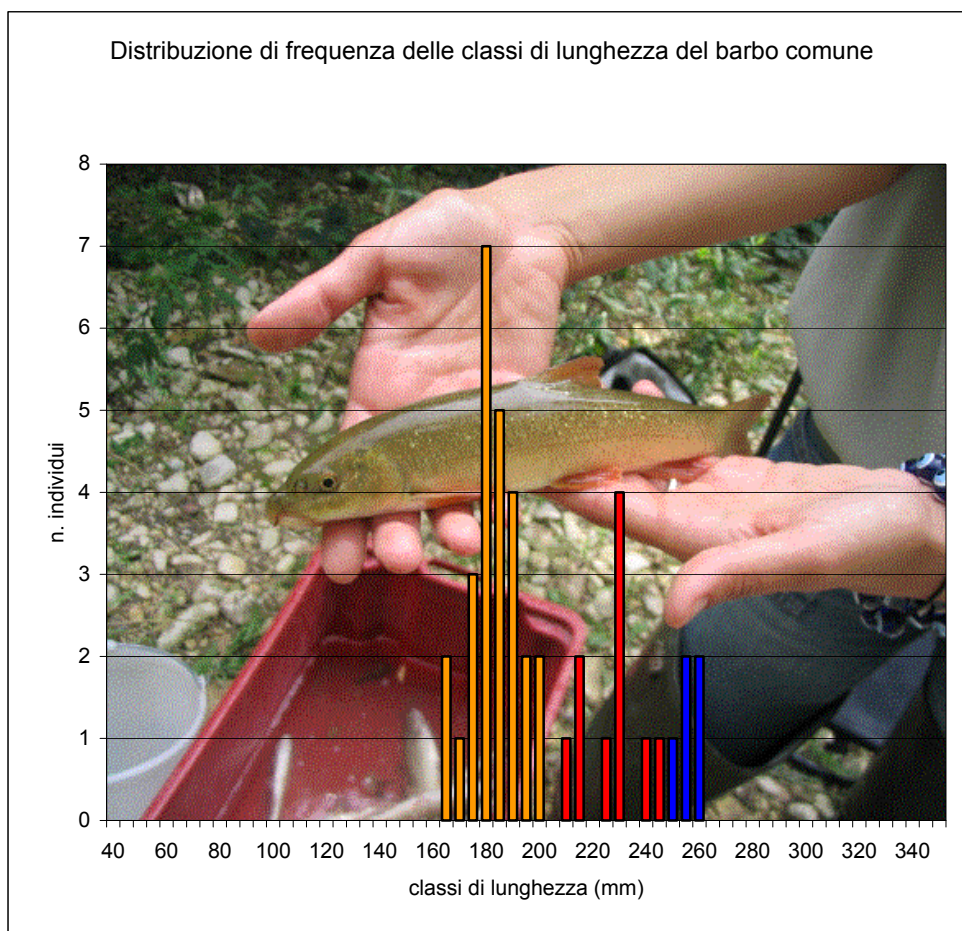 Distribuzione di frequenza delle classi di lunghezza del barbo comune
8
7
6
5
4
3
2
1
0
n. individui
40 60 80 100 120 140 160 180 200 220 240 260 280 300 320 340
classi di lunghezza (mm)